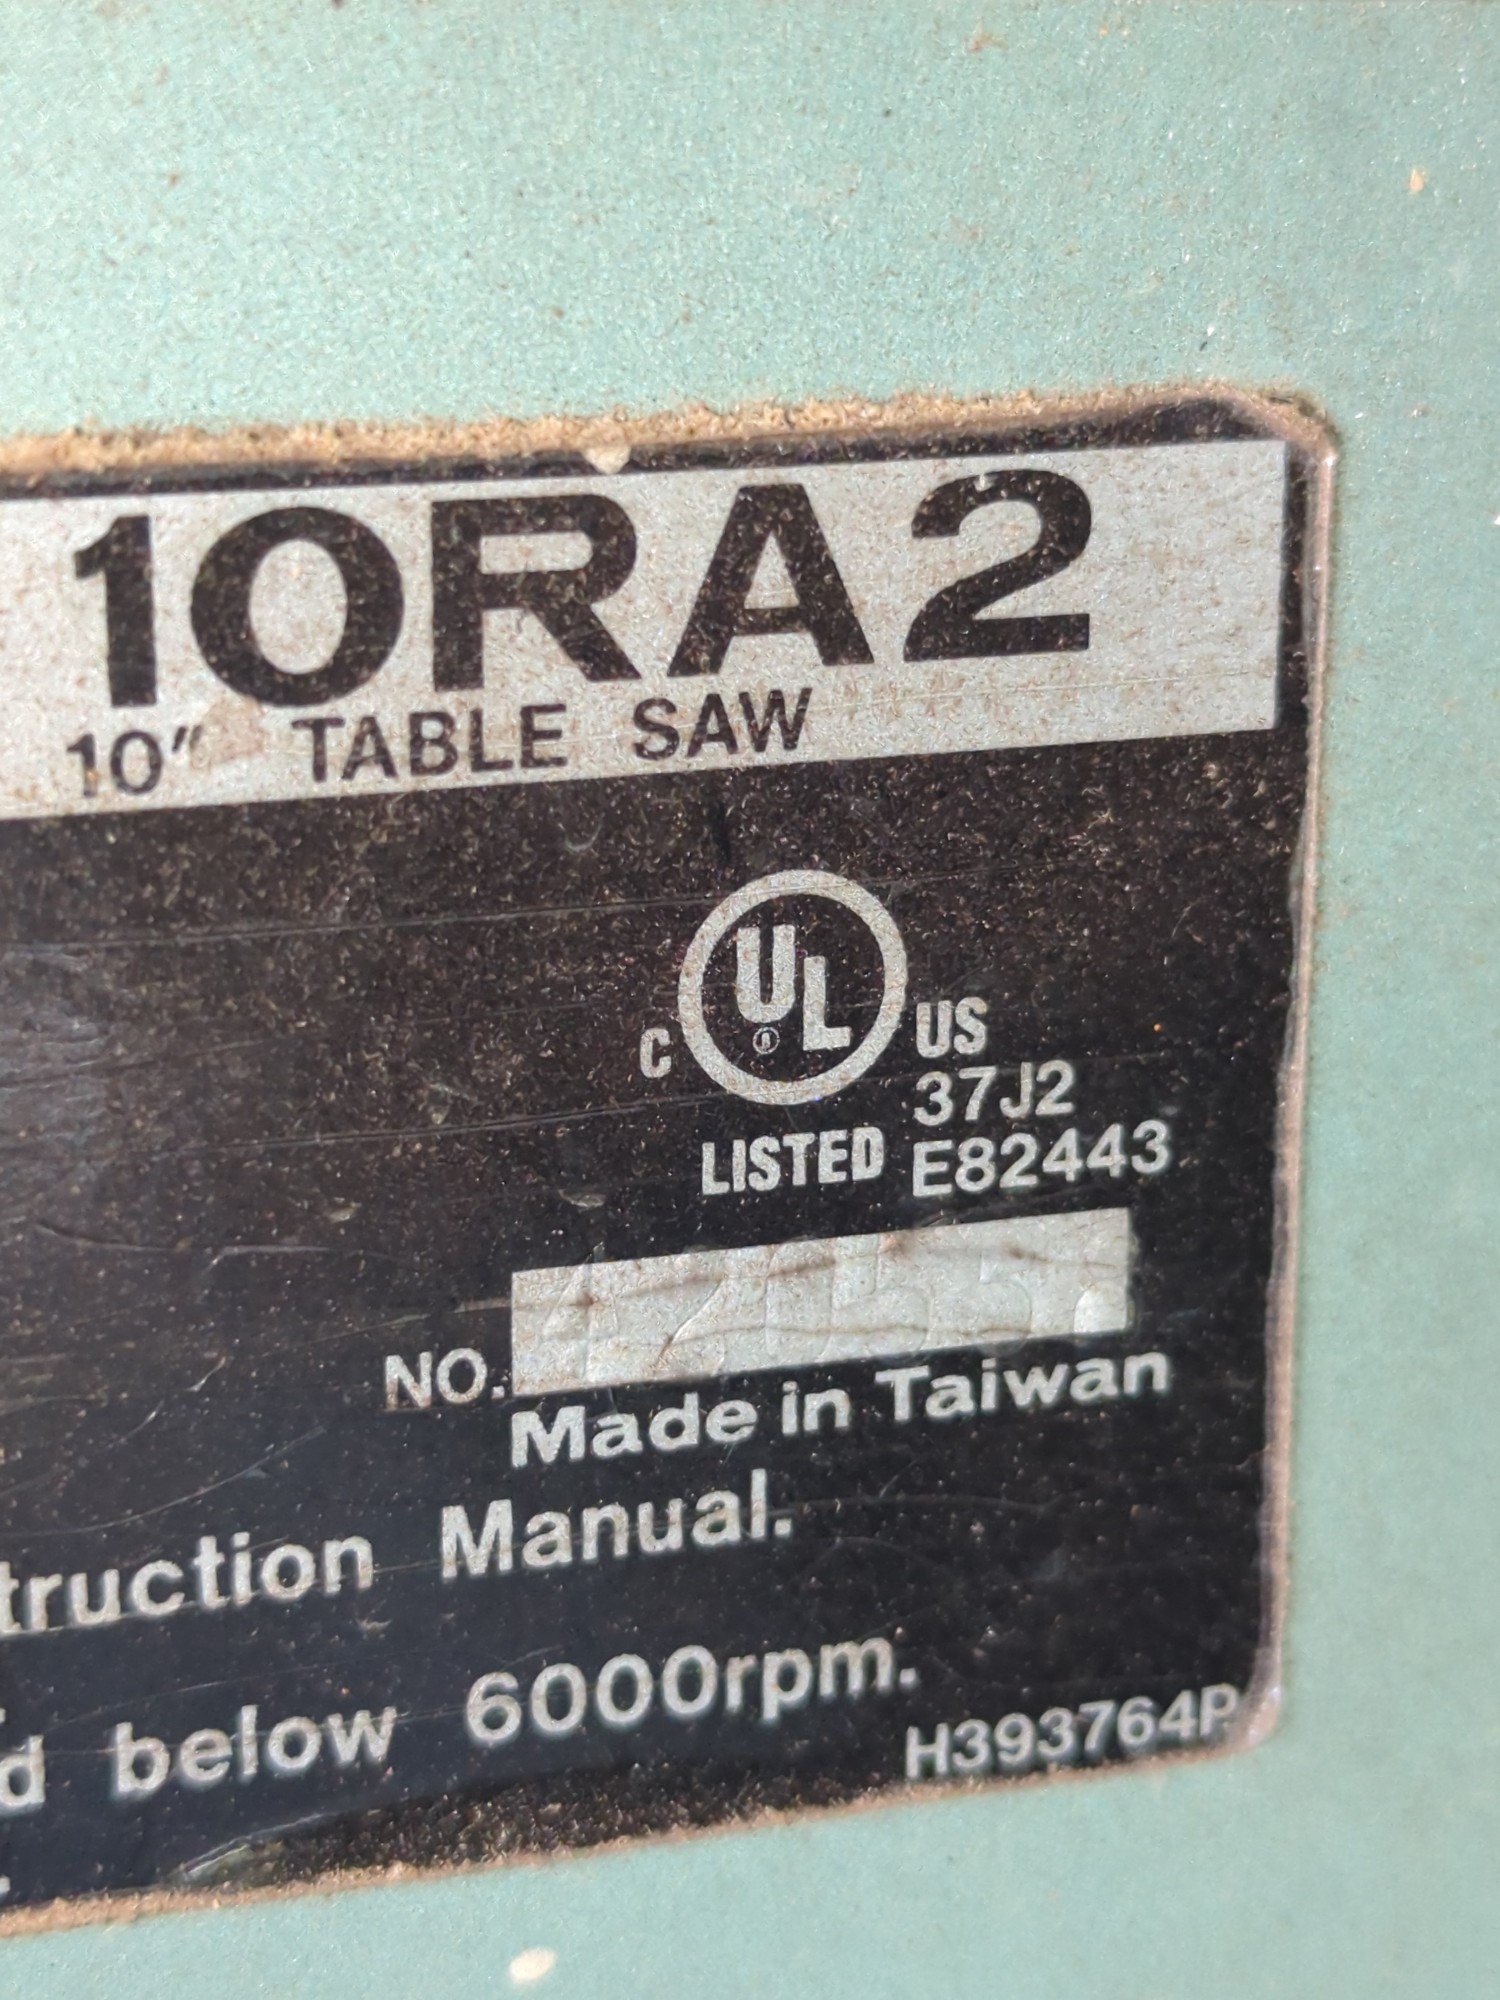 10RA2
10" TABLE SAW
UL
C US
37J2
LISTED E82443
NO.
Made in Taiwan
truction Manual.
d below 6000rpm.
H393764P